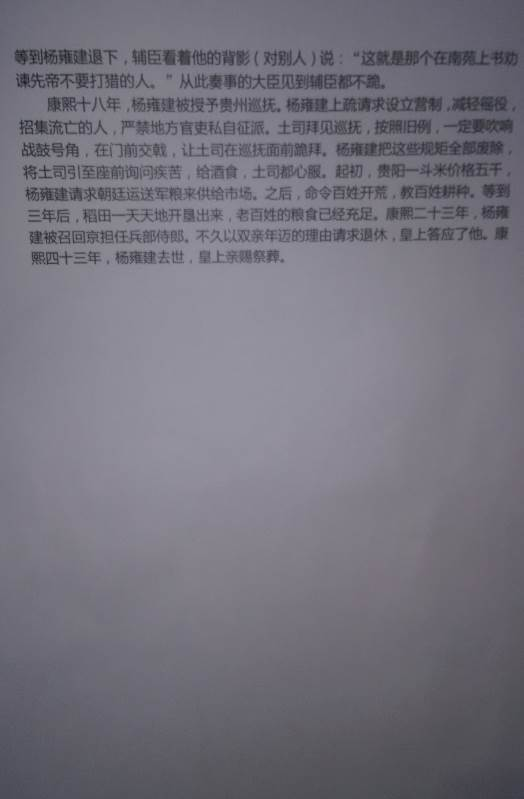 等到杨雍建退下，辅臣看着他的背影（对别人）说：“这就是那个在南苑上书劝
谏先帝不要打猎的人。”从此奏事的大臣见到辅臣都不跪。
康熙十八年，杨雍建被授予贵州巡抚。杨雍建上疏请求设立营制，减轻徭役，
招集流亡的人，严禁地方官吏私自征派。土司拜见巡抚，按照旧例，一定要吹响
战鼓号角，在门前交戟，让土司在巡抚面前跪拜。杨雍建把这些规矩全部废除，
将土司引至座前询问疾苦，给酒食，土司都心服。起初，贵阳一斗米价格五千，
杨雍建请求朝廷运送军粮来供给市场。之后，命令百姓开荒，教百姓耕种。等到
三年后，稻田一天天地开垦出来，老百姓的粮食已经充足。康熙二十三年，杨雍
建被召回京担任兵部侍郎。不久以双亲年迈的理由请求退休，皇上答应了他。康
熙四十三年，杨雍建去世，皇上亲赐祭葬。